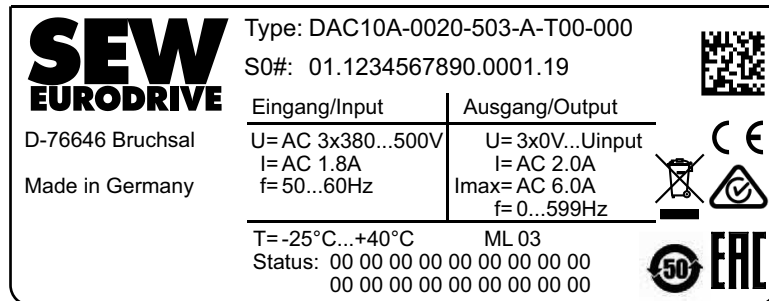 SEW
EURODRIVE
D-76646 Bruchsal
Made in Germany
Type: DAC10A-0020-503-A-T00-000
S0#: 01.1234567890.0001.19
Eingang/Input
U= AC 3x380...500V
I= AC 1.8A
f= 50...60Hz
Ausgang/Output
U= 3x0V...Uinput
I= AC 2.0A
Imax= AC 6.0A
f= 0...599Hz
T= -25°C...+40°C ML 03
Status: 00 00 00 00 00 00 00 00 00
00 00 00 00 00 00 00 00 00
CE
50
EAC